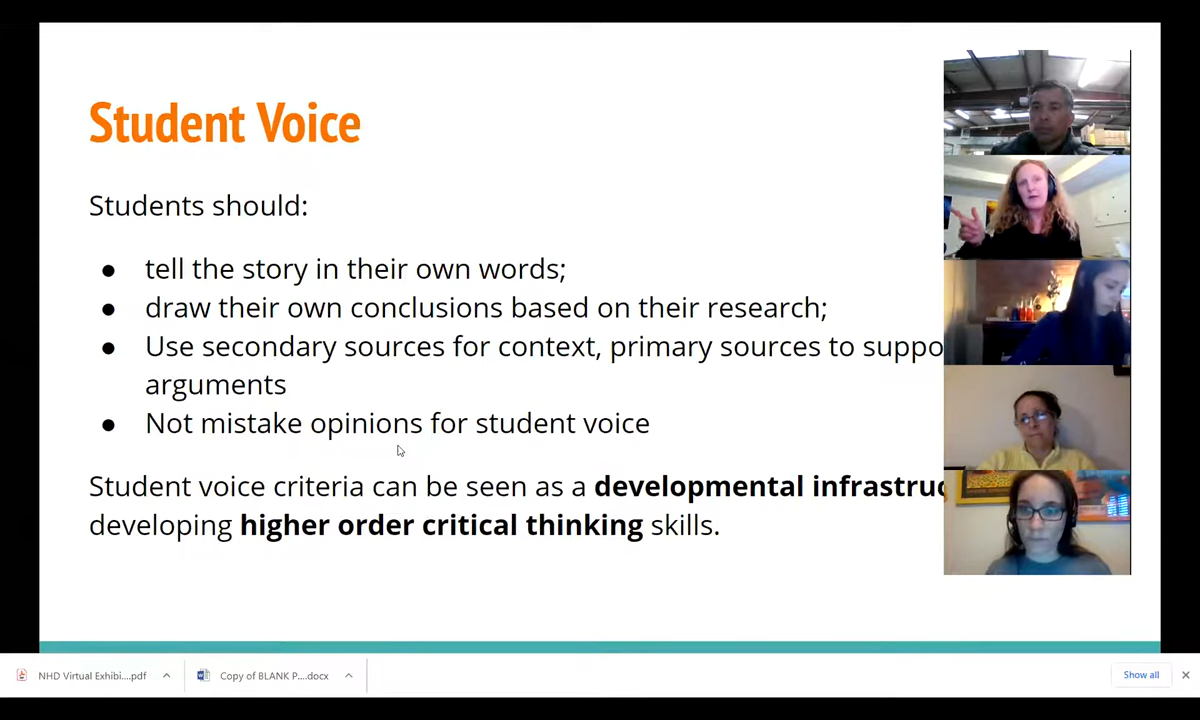 Student Voice
Students should:
● tell the story in their own words;
● draw their own conclusions based on their research;
● Use secondary sources for context, primary sources to suppo
arguments
● Not mistake opinions for student voice
Student voice criteria can be seen as a developmental infrastruc
developing higher order critical thinking skills.
NHD Virtual Exhibi....pdf
Copy of BLANK P....docx
Show all